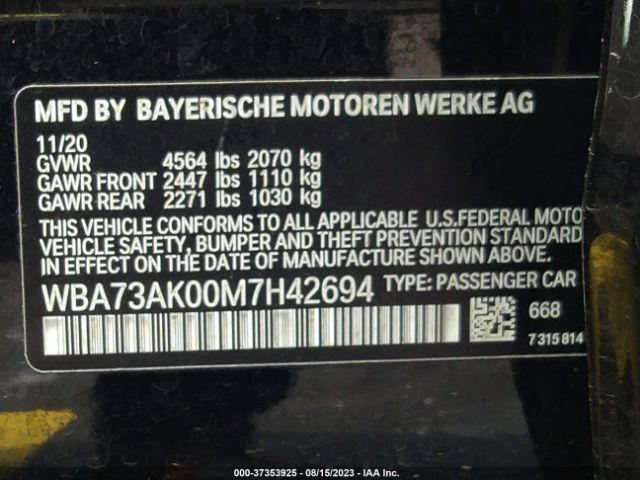 MFD BY BAYERISCHE MOTOREN WERKE AG
11/20
GVWR 4564 lbs 2070 kg
GAWR FRONT 2447 lbs 1110 kg
GAWR REAR 2271 lbs 1030 kg
THIS VEHICLE CONFORMS TO ALL APPLICABLE U.S.FEDERAL MOTO
VEHICLE SAFETY, BUMPER AND THEFT PREVENTION STANDARD
IN EFFECT ON THE DATE OF MANUFACTURE SHOWN ABOVE.
WBA73AK00M7H42694 TYPE: PASSENGER CAR
668
7 315 814
000-37353925 - 08/15/2023 - IAA Inc.